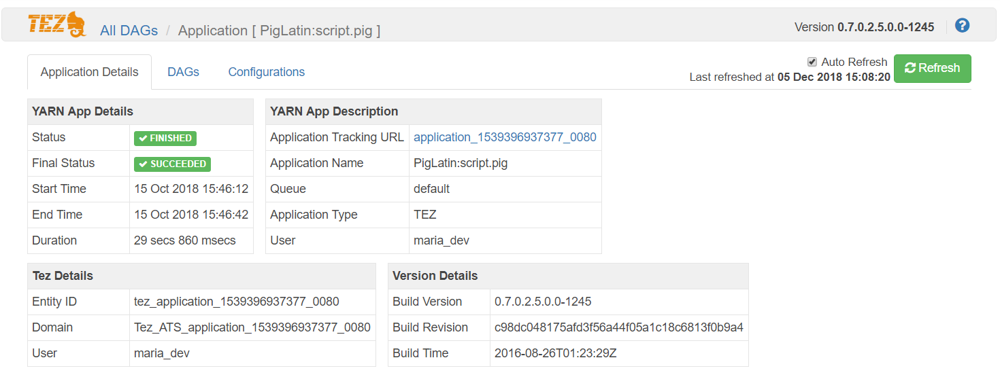 TEZ All DAGs / Application [ PigLatin:script.pig ] Version 0.7.0.2.5.0.0-1245 ?
Application Details DAGs Configurations Auto Refresh Refresh
Last refreshed at 05 Dec 2018 15:08:20
YARN App Details
Status FINISHED
Final Status SUCCEEDED
Start Time 15 Oct 2018 15:46:12
End Time 15 Oct 2018 15:46:42
Duration 29 secs 860 msecs
YARN App Description
Application Tracking URL application_1539396937377_0080
Application Name PigLatin:script.pig
Queue default
Application Type TEZ
User maria_dev
Tez Details
Entity ID tez_application_1539396937377_0080
Domain Tez_ATS_application_1539396937377_0080
User maria_dev
Version Details
Build Version 0.7.0.2.5.0.0-1245
Build Revision c98dc048175afd3f56a44f05a1c18c6813f0b9a4
Build Time 2016-08-26T01:23:29Z